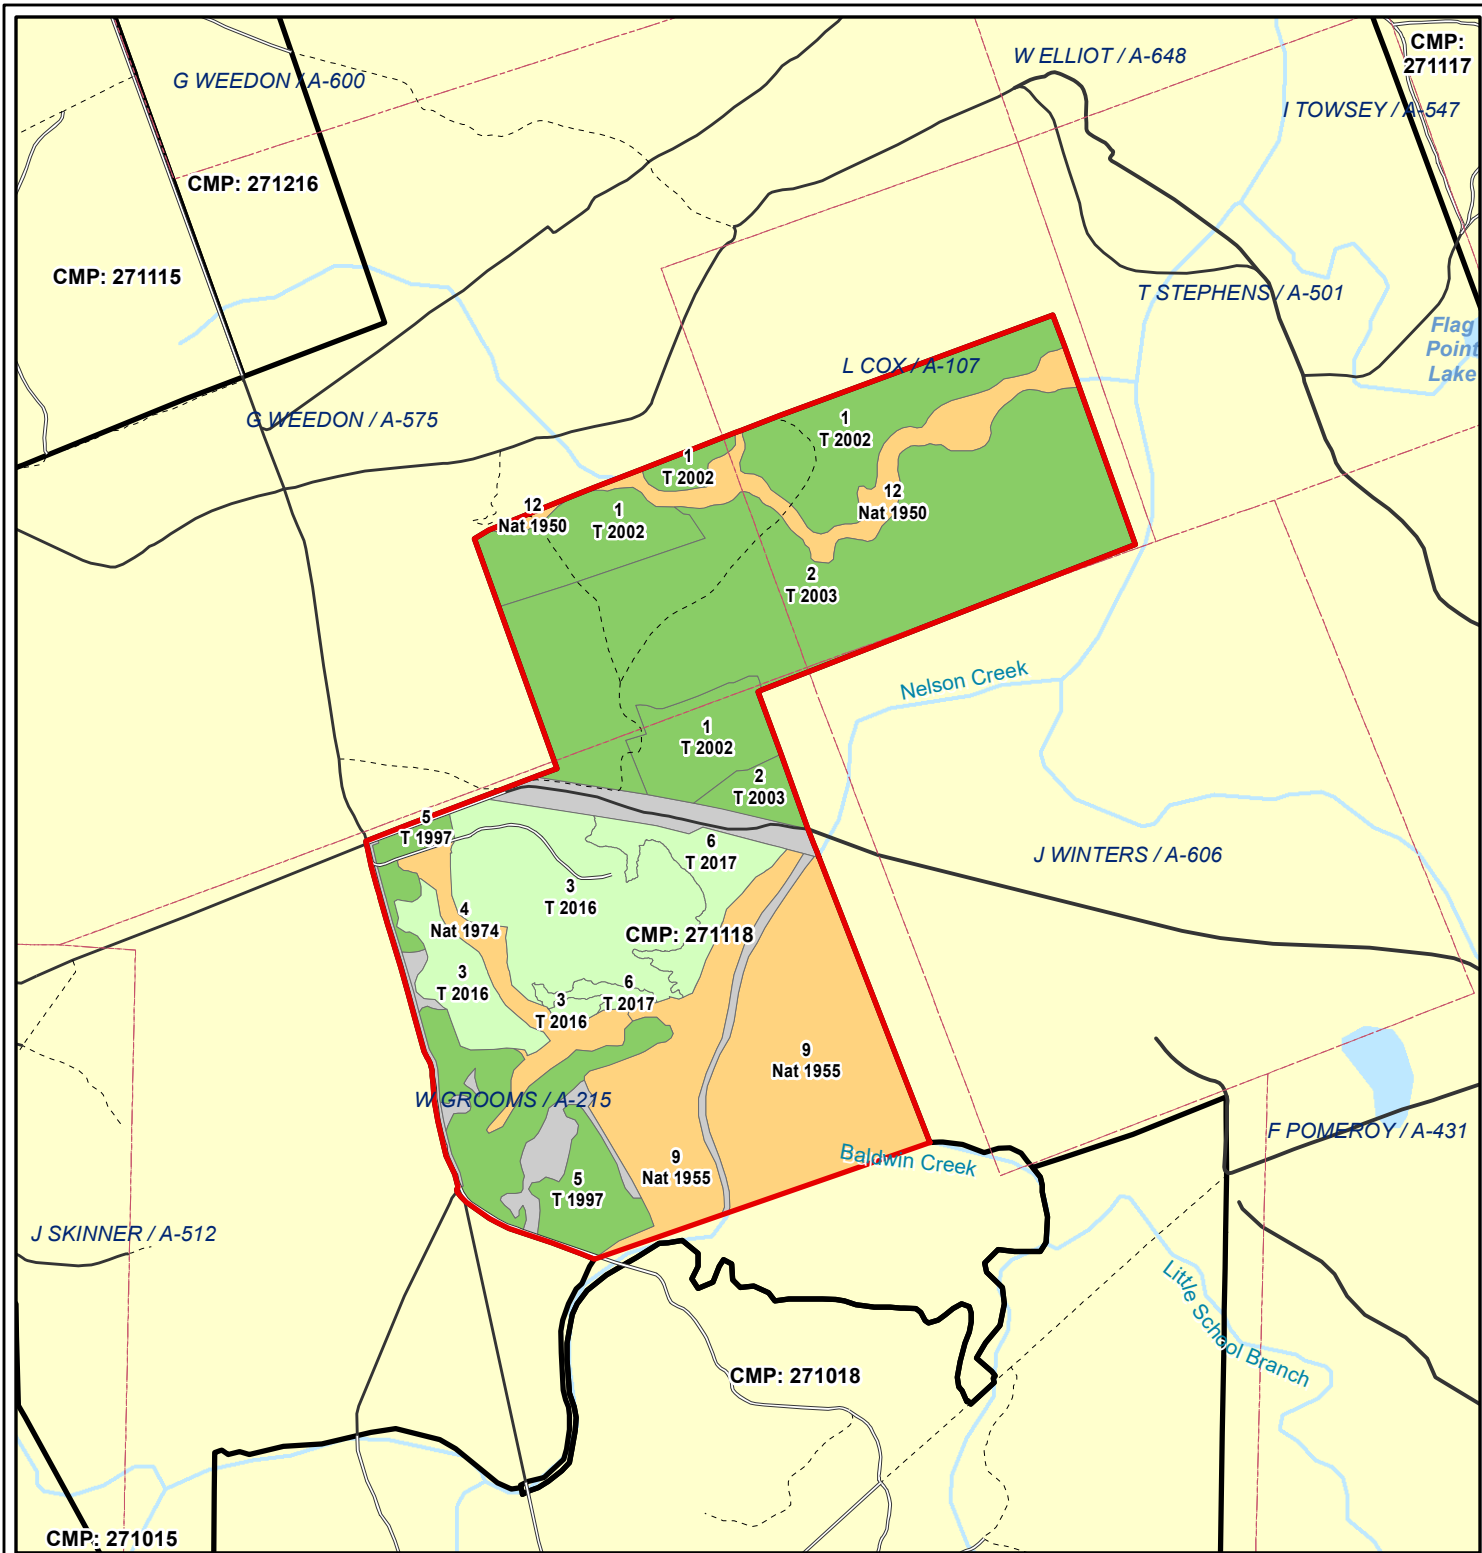 CMP:
271117
W ELLIOT / A-648
G WEEDON / A-600
I TOWSEY / A-547
CMP: 271216
CMP: 271115
T STEPHENS / A-501
Flag
Point
Lake
L COX / A-107
G WEEDON / A-575
1
T 2002
1
T 2002
12
Nat 1950
12
Nat 1950
1
T 2002
2
T 2003
Nelson Creek
1
T 2002
2
T 2003
5
T 1997
6
T 2017
J WINTERS / A-606
3
T 2016
4
Nat 1974
CMP: 271118
3
T 2016
6
T 2017
3
T 2016
9
Nat 1955
W GROOMS / A-215
F POMEROY / A-431
Baldwin Creek
9
Nat 1955
5
T 1997
J SKINNER / A-512
Little School Branch
CMP: 271018
CMP: 271015